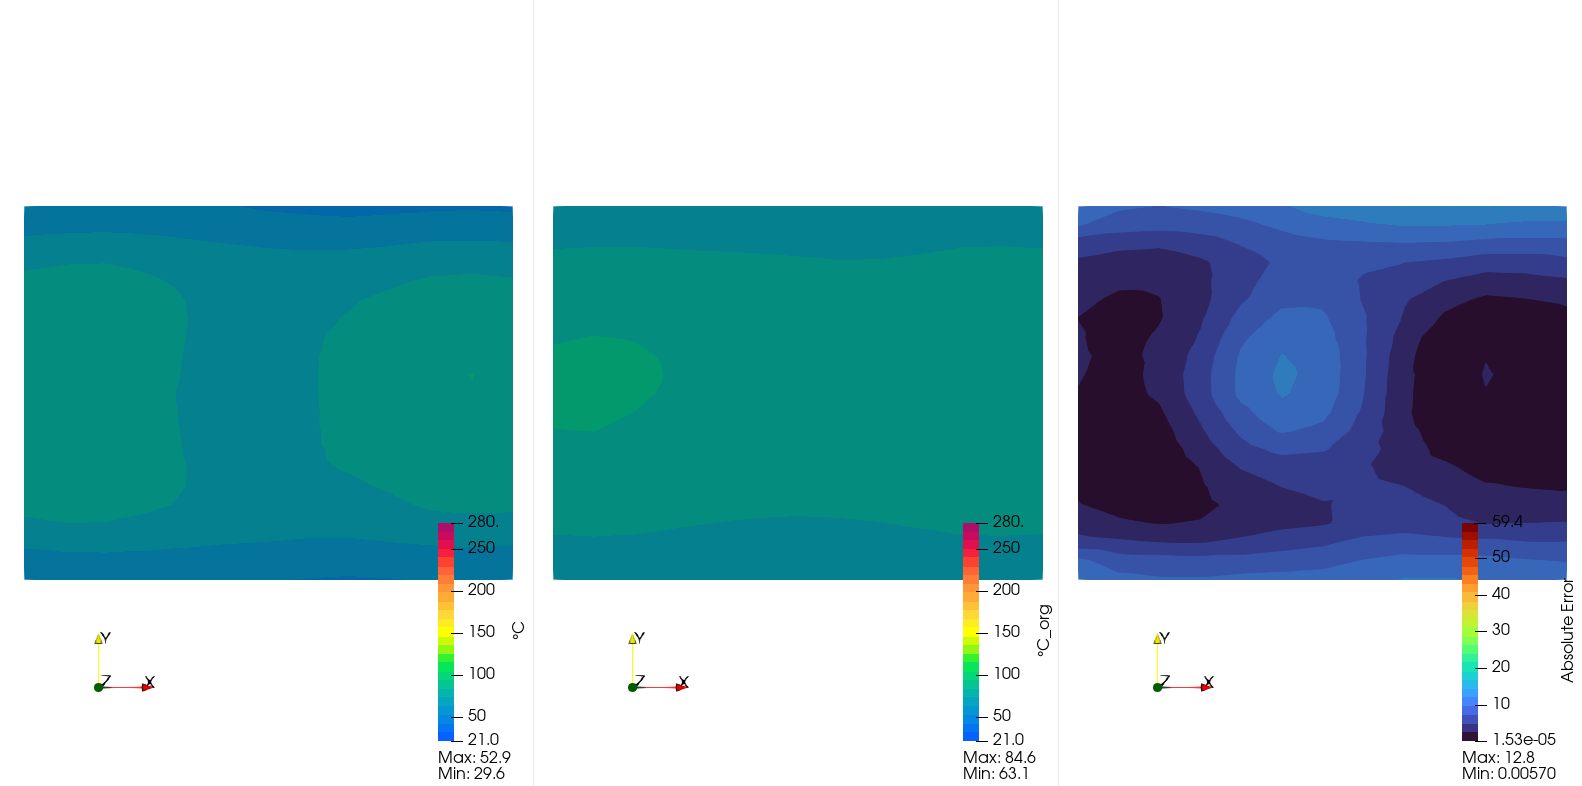 280.
250
200
150
100
50
21.0
°C
Max: 52.9
Min: 29.6
Y
Z
X
280.
250
200
150
100
50
21.0
°C_org
Max: 84.6
Min: 63.1
Y
Z
X
59.4
50
40
30
20
10
1.53e-05
Absolute Error
Max: 12.8
Min: 0.00570
Y
Z
X